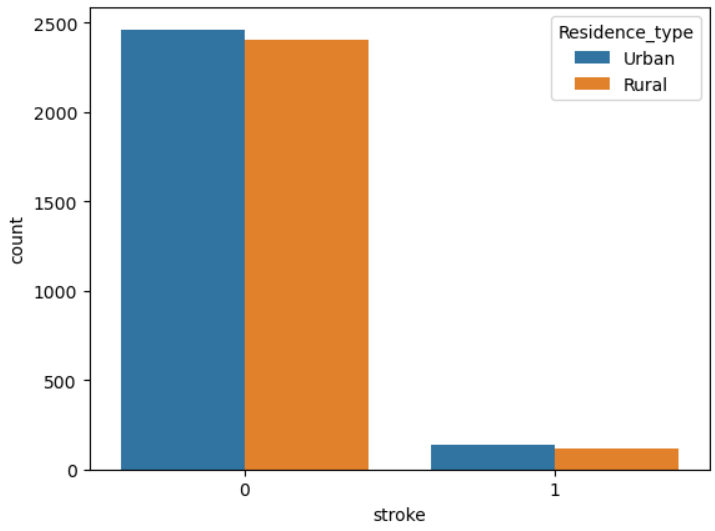 Residence_type
Urban
Rural
2500
2000
1500
1000
500
0
count
0 1
stroke